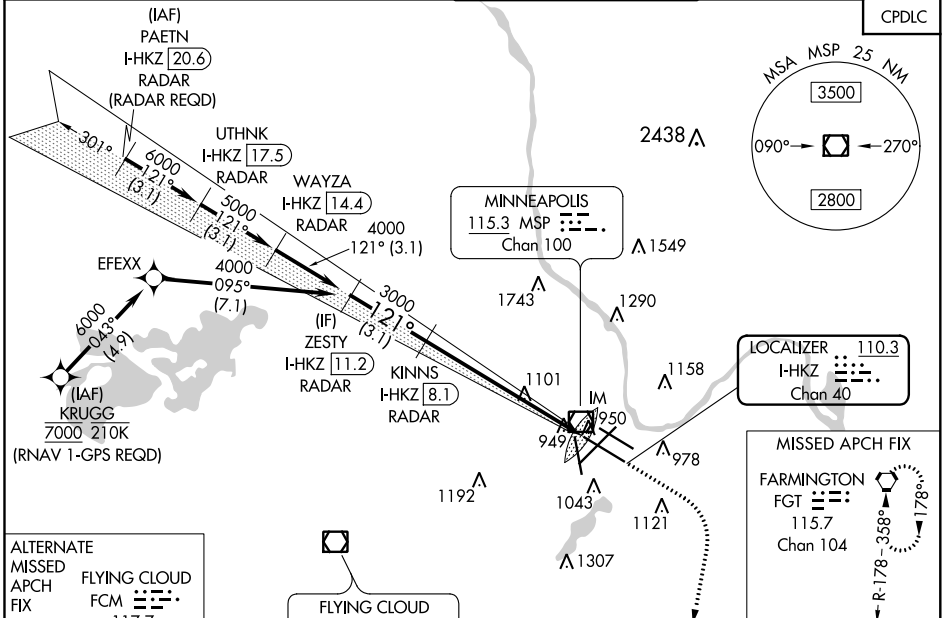 CPDLC
(IAF)
PAETN
I-HKZ 20.6
RADAR
(RADAR REQD)
301°
6000
121°
(3.1)
UTHNK
I-HKZ 17.5
RADAR
5000
121°
(3.1)
WAYZA
I-HKZ 14.4
RADAR
4000
121° (3.1)
MSA MSP 25 NM
3500
090°
270°
2800
2438
MINNEAPOLIS
115.3 MSP
Chan 100
1549
1743
1290
EFEXX
4000
095°
(7.1)
3000
121°
(3.1)
6000
043°
(4.9)
(IF)
ZESTY
I-HKZ 11.2
RADAR
KINNS
I-HKZ 8.1
RADAR
(IAF)
KRUGG
7000 210K
(RNAV 1-GPS REQD)
1101
1158
LOCALIZER 110.3
I-HKZ
Chan 40
IM
950
949
978
1192
1043
1121
1307
MISSED APCH FIX
FARMINGTON
FGT
115.7
Chan 104
R-178
358°
178°
ALTERNATE
MISSED
APCH
FIX
FLYING CLOUD
FCM
117.7
FLYING CLOUD